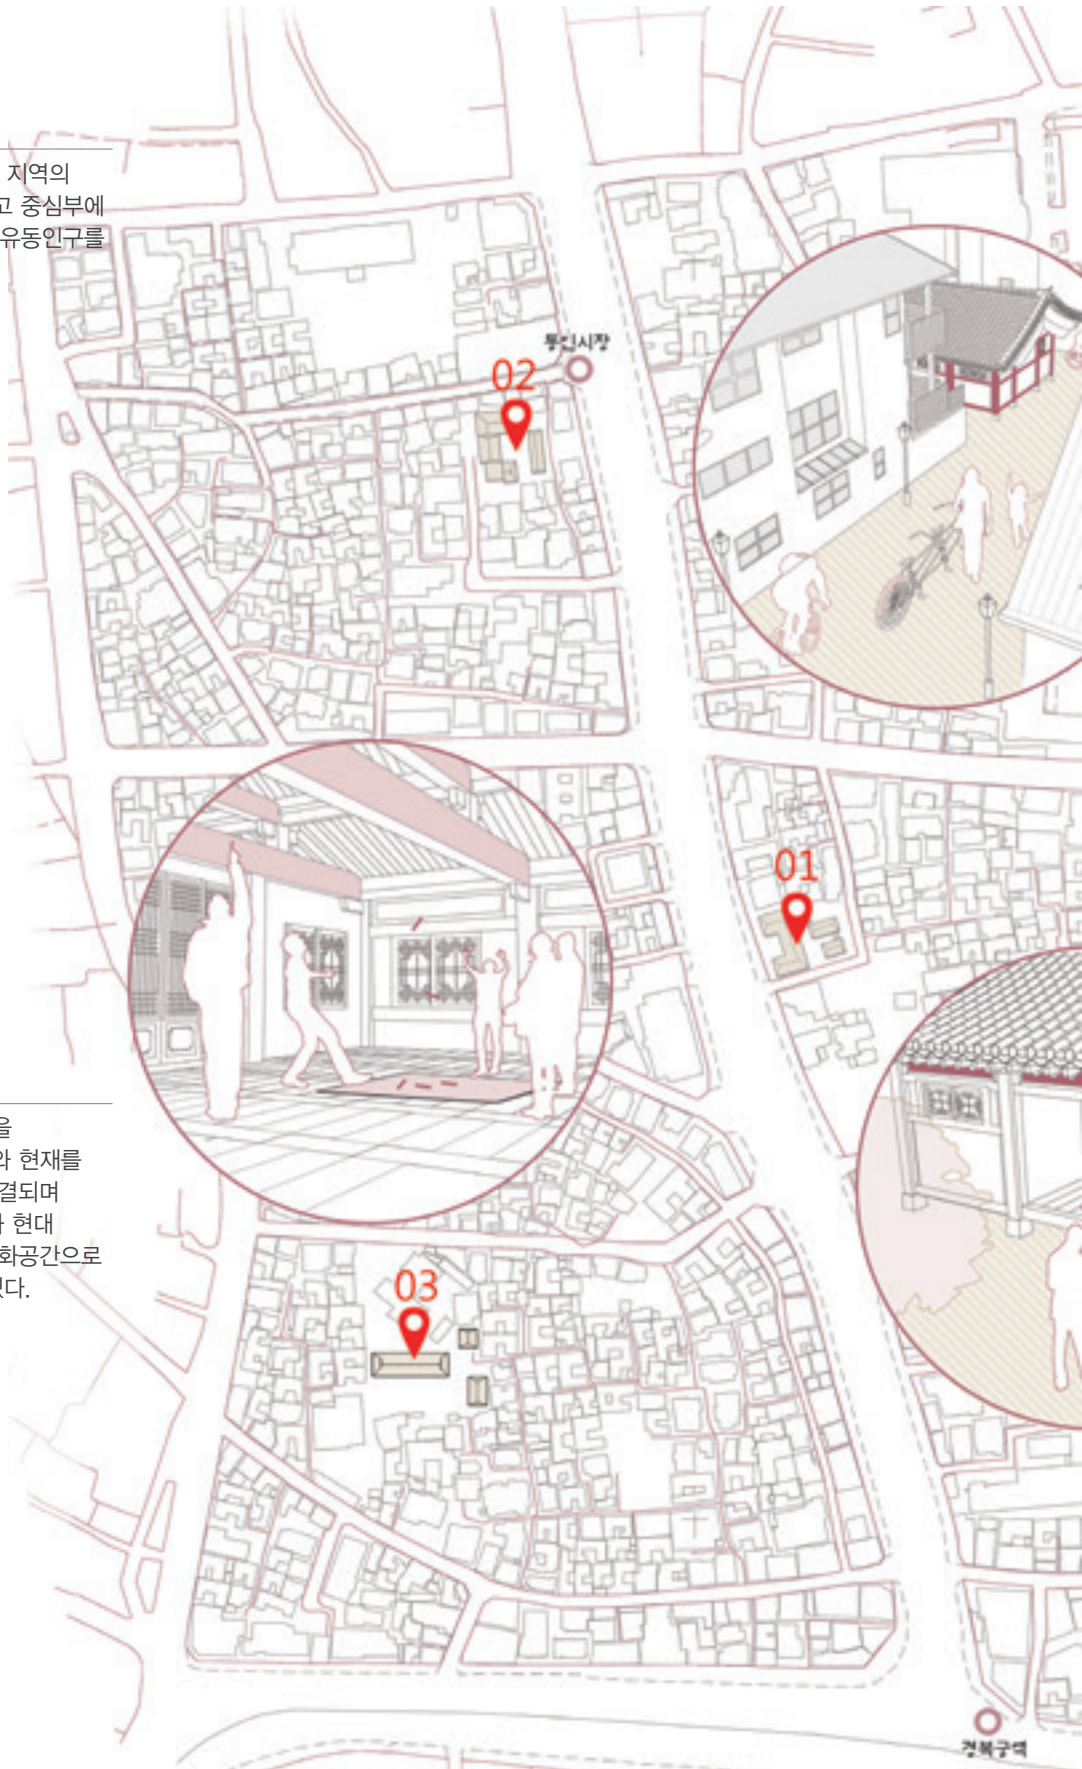 지역의
고 중심부에
유동인구를
통인시장
02
01
을
와 현재를
결되며
현대
화공간으로
다.
03
경복궁역